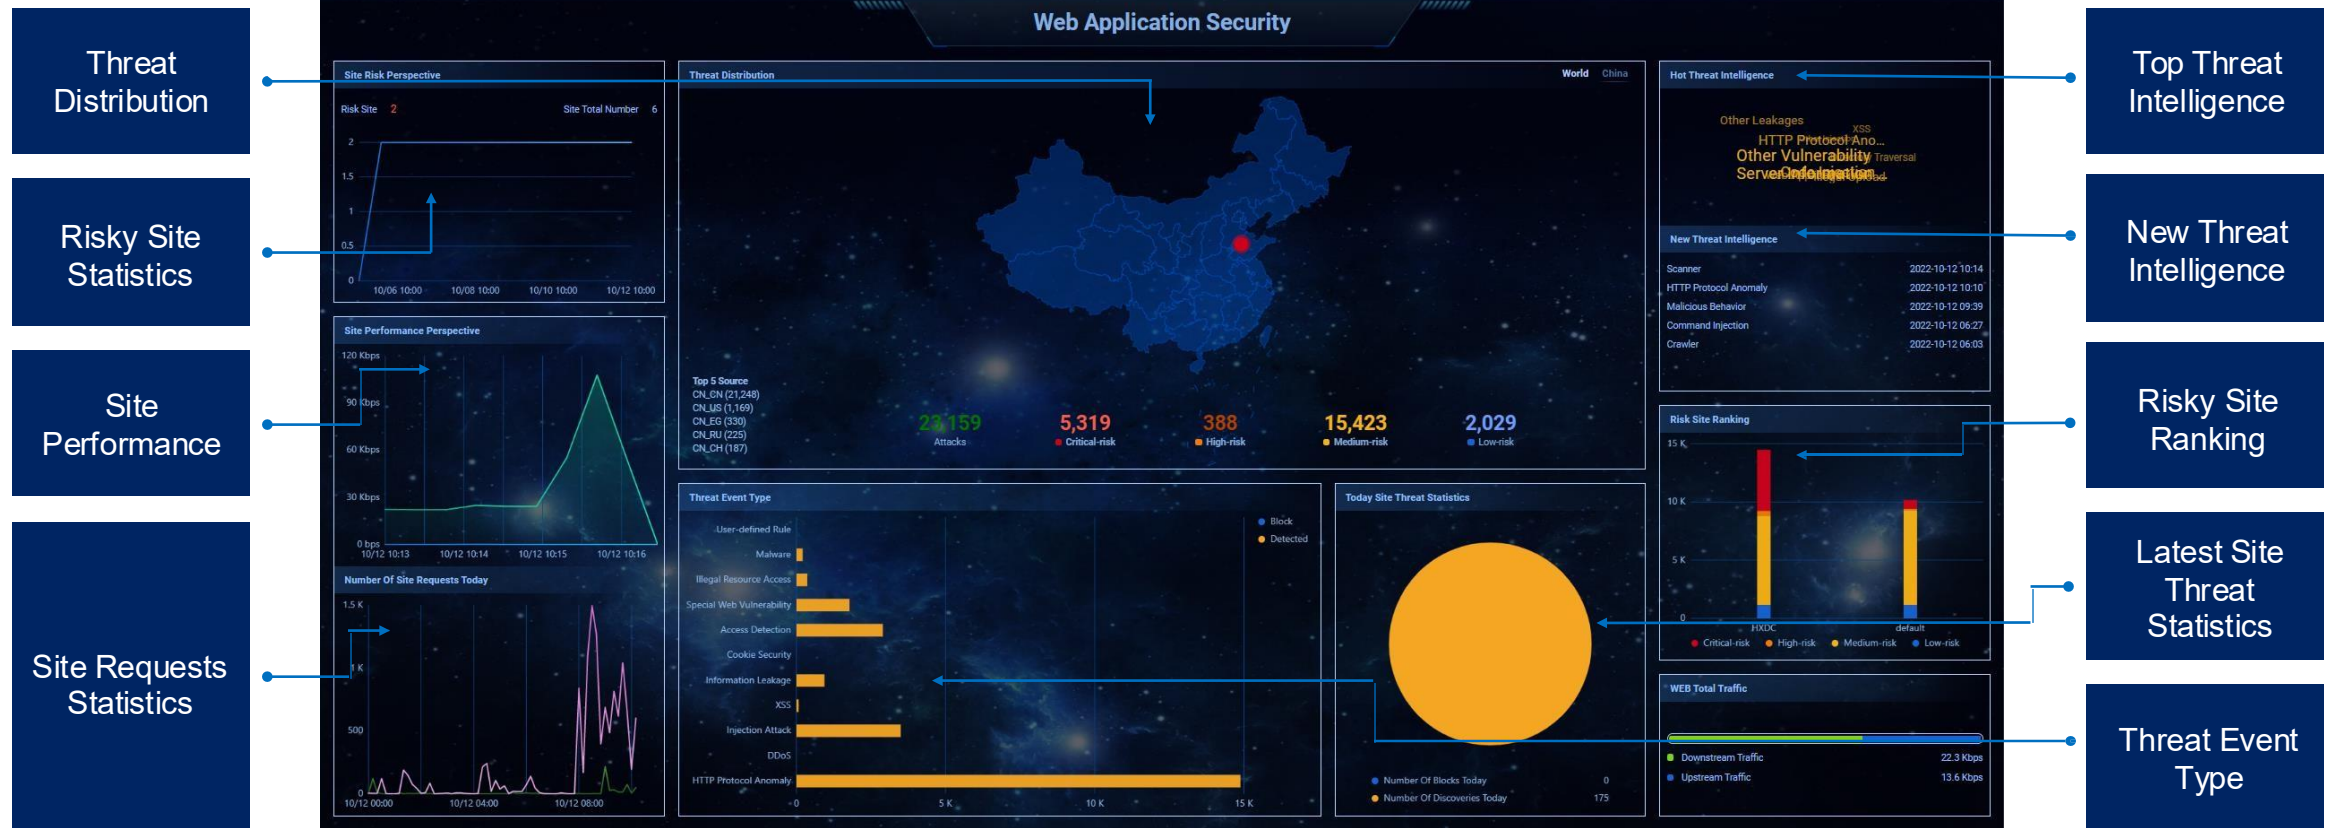 Threat
Distribution
Risky Site
Statistics
Site
Performance
Site Requests
Statistics
Web Application Security
Site Risk Perspective
Risk Site 2
Site Total Number 6
2
1.5
1
0.5
0
10/06 10:00 10/08 10:00 10/10 10:00 10/12 10:00
Site Performance Perspective
120 Kbps
90 Kbps
60 Kbps
30 Kbps
0 bps
10/12 10:13 10/12 10:14 10/12 10:15 10/12 10:16
Number Of Site Requests Today
1.5 K
1 K
500
0
10/12 00:00 10/12 04:00 10/12 08:00
Threat Distribution
World China
Top 5 Source
CN_CN (21,248)
CN_US (1,169)
CN_EG (330)
CN_RU (225)
CN_CH (187)
23,159 5,319 388 15,423 2,029
Attacks Critical-risk High-risk Medium-risk Low-risk
Threat Event Type
Block
Detected
User-defined Rule
Malware
Illegal Resource Access
Special Web Vulnerability
Access Detection
Cookie Security
Information Leakage
XSS
Injection Attack
DDoS
HTTP Protocol Anomaly
0 5 K 10 K 15 K
Today Site Threat Statistics
Number Of Blocks Today 0
Number Of Discoveries Today 175
Hot Threat Intelligence
Other Leakages
XSS
HTTP Protocol Ano...
Other Vulnerability
Traversal
Server Information...
Code Injection
New Threat Intelligence
Scanner 2022-10-12 10:14
HTTP Protocol Anomaly 2022-10-12 10:10
Malicious Behavior 2022-10-12 09:39
Command Injection 2022-10-12 06:27
Crawler 2022-10-12 06:03
Risk Site Ranking
15 K
10 K
5 K
0
HXDC default
Critical-risk High-risk Medium-risk Low-risk
WEB Total Traffic
Downstream Traffic 22.3 Kbps
Upstream Traffic 13.6 Kbps
Top Threat
Intelligence
New Threat
Intelligence
Risky Site
Ranking
Latest Site
Threat
Statistics
Threat Event
Type